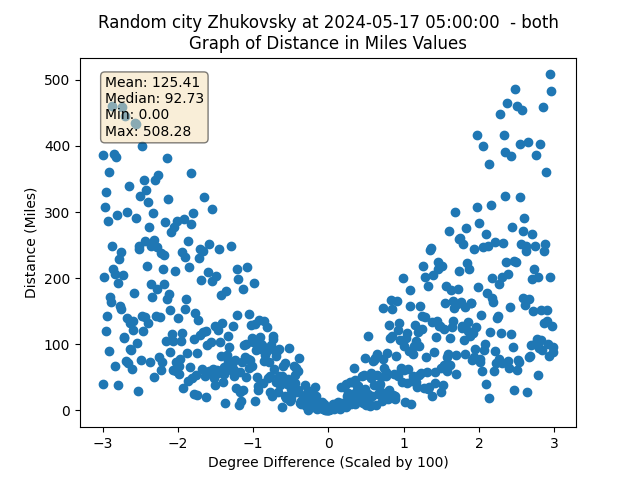 Random city Zhukovsky at 2024-05-17 05:00:00  - both
Graph of Distance in Miles Values
Mean: 125.41
Median: 92.73
Min: 0.00
Max: 508.28
500
400
300
200
100
0
Distance (Miles)
−3
−2
−1
0
1
2
3
Degree Difference (Scaled by 100)